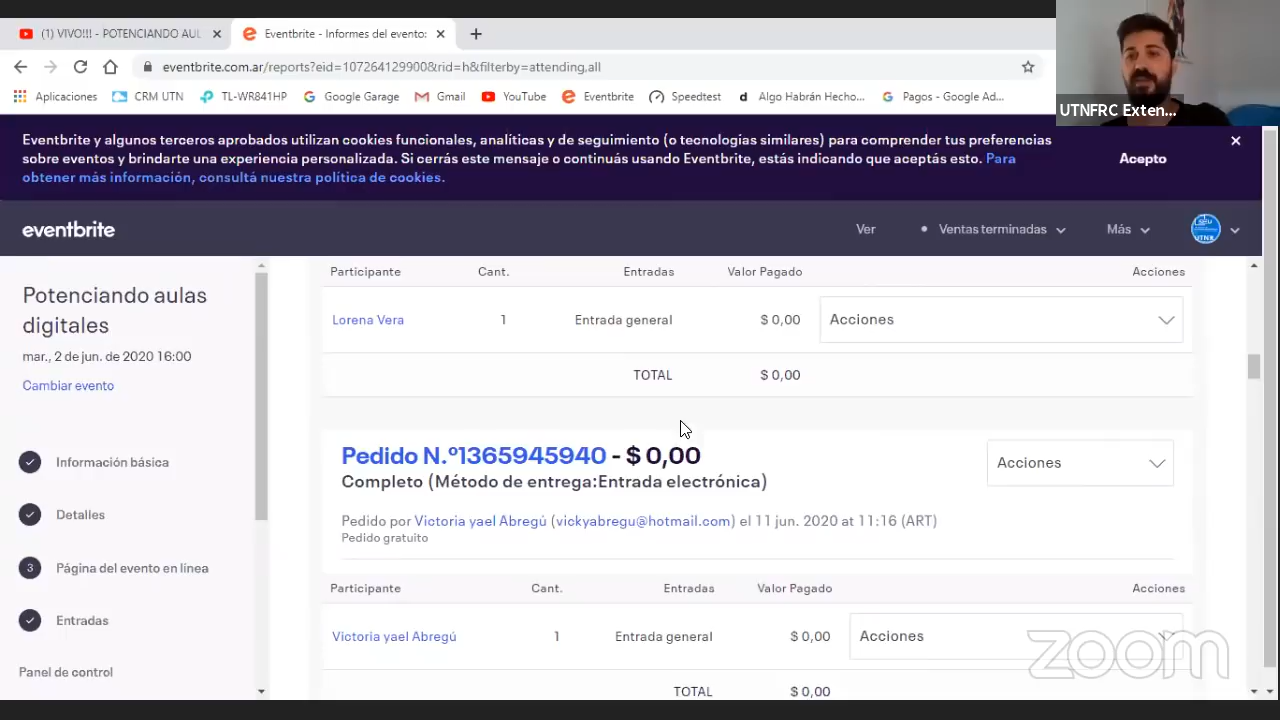 (1) VIVO!!! - POTENCIANDO AUL
Eventbrite - Informes del evento:
eventbrite.com.ar/reports?eid=107264129900&rid=h&filterby=attending,all
Aplicaciones
CRM UTN
TL-WR841HP
Google Garage
Gmail
YouTube
Eventbrite
Speedtest
Algo Habrán Hecho...
Pagos - Google Ad...
UTNFRC Exten...
Eventbrite y algunos terceros aprobados utilizan cookies funcionales, analíticas y de seguimiento (o tecnologías similares) para comprender tus preferencias
sobre eventos y brindarte una experiencia personalizada. Si cerrás este mensaje o continuás usando Eventbrite, estás indicando que aceptás esto. Para
obtener más información, consultá nuestra política de cookies.
Acepto
eventbrite
Ver
Ventas terminadas
Más
Potenciando aulas
digitales
mar., 2 de jun. de 2020 16:00
Cambiar evento
Información básica
Detalles
3 Página del evento en línea
Entradas
Panel de control
Participante Cant. Entradas Valor Pagado Acciones
Lorena Vera 1 Entrada general $ 0,00 Acciones
TOTAL $ 0,00
Pedido N.º1365945940 - $ 0,00
Acciones
Completo (Método de entrega:Entrada electrónica)
Pedido por Victoria yael Abregú (vickyabregu@hotmail.com) el 11 jun. 2020 at 11:16 (ART)
Pedido gratuito
Participante Cant. Entradas Valor Pagado Acciones
Victoria yael Abregú 1 Entrada general $ 0,00 Acciones
TOTAL $ 0,00
zoom